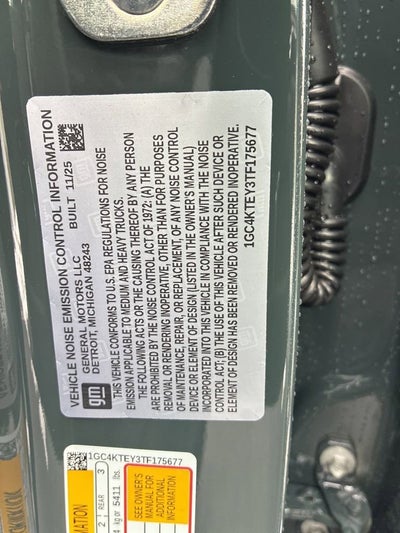 VEHICLE NOISE EMISSION CONTROL INFORMATION
GENERAL MOTORS LLC BUILT 11/25
DETROIT, MICHIGAN 48243
gm
THIS VEHICLE CONFORMS TO U.S. EPA REGULATIONS FOR NOISE
EMISSION APPLICABLE TO MEDIUM AND HEAVY TRUCKS.
THE FOLLOWING ACTS OR THE CAUSING THEREOF BY ANY PERSON
ARE PROHIBITED BY THE NOISE CONTROL ACT OF 1972: (A) THE
REMOVAL OR RENDERING INOPERATIVE, OTHER THAN FOR PURPOSES
OF MAINTENANCE, REPAIR, OR REPLACEMENT, OF ANY NOISE CONTROL
DEVICE OR ELEMENT OF DESIGN (LISTED IN THE OWNER'S MANUAL)
INCORPORATED INTO THIS VEHICLE IN COMPLIANCE WITH THE NOISE
CONTROL ACT; (B) THE USE OF THIS VEHICLE AFTER SUCH DEVICE OR
ELEMENT OF DESIGN HAS BEEN REMOVED OR RENDERED INOPERABLE.
1GC4KTEY3TF175677
1GC4KTEY3TF175677
MATION
2 REAR 3
kg or 5411 lbs.
SEE OWNER'S
MANUAL FOR
ADDITIONAL